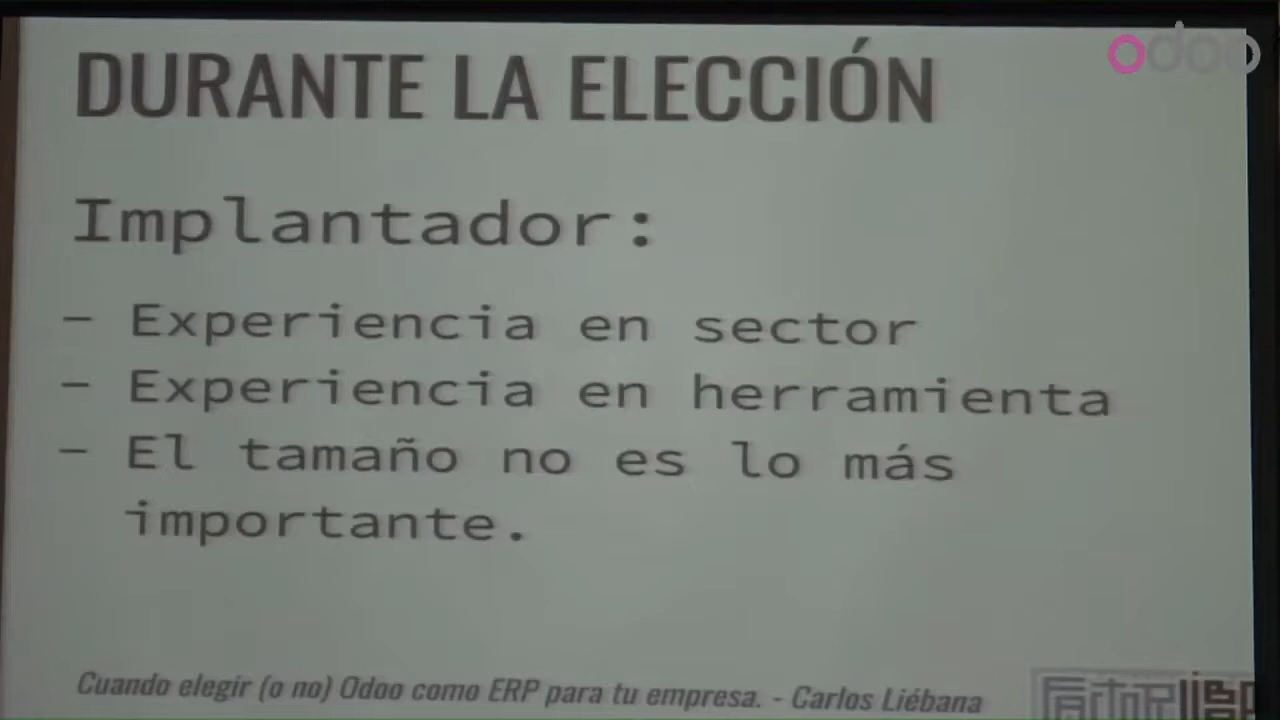 odoo
DURANTE LA ELECCIÓN
Implantador:
- Experiencia en sector
- Experiencia en herramienta
- El tamaño no es lo más
importante.
Cuando elegir (o no) Odoo como ERP para tu empresa. - Carlos Liébana